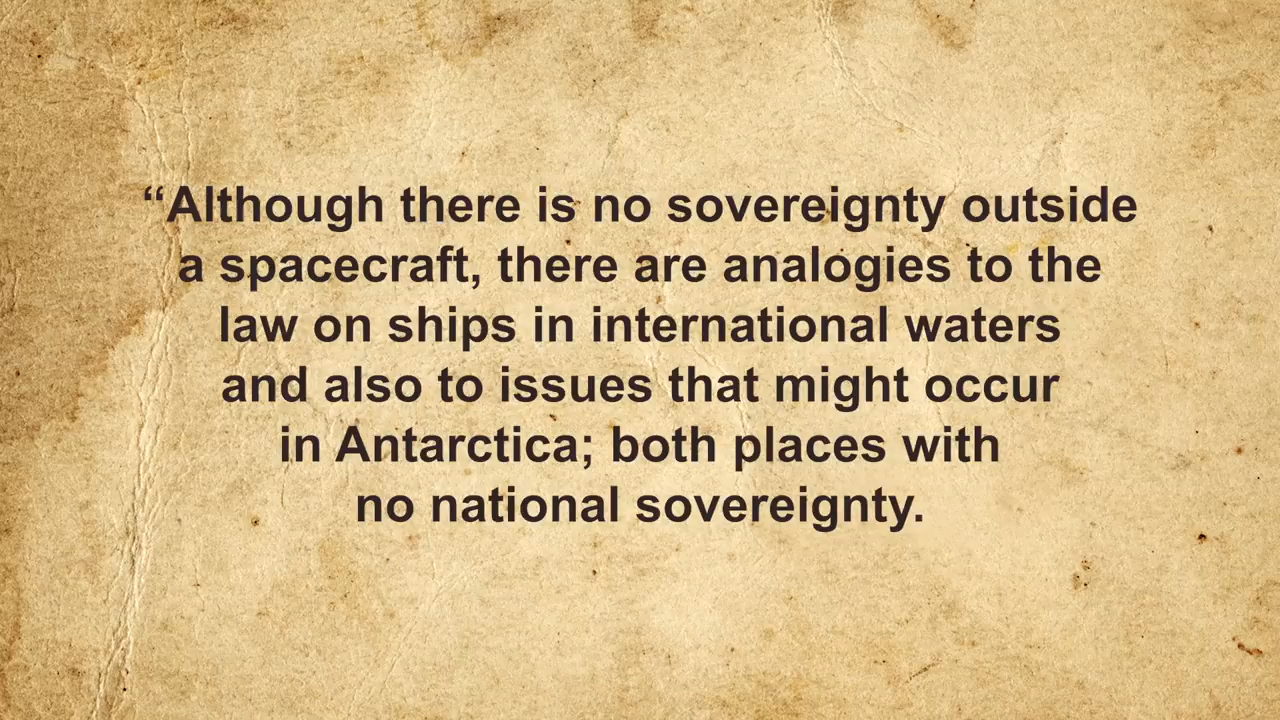 “Although there is no sovereignty outside
a spacecraft, there are analogies to the
law on ships in international waters
and also to issues that might occur
in Antarctica; both places with
no national sovereignty.